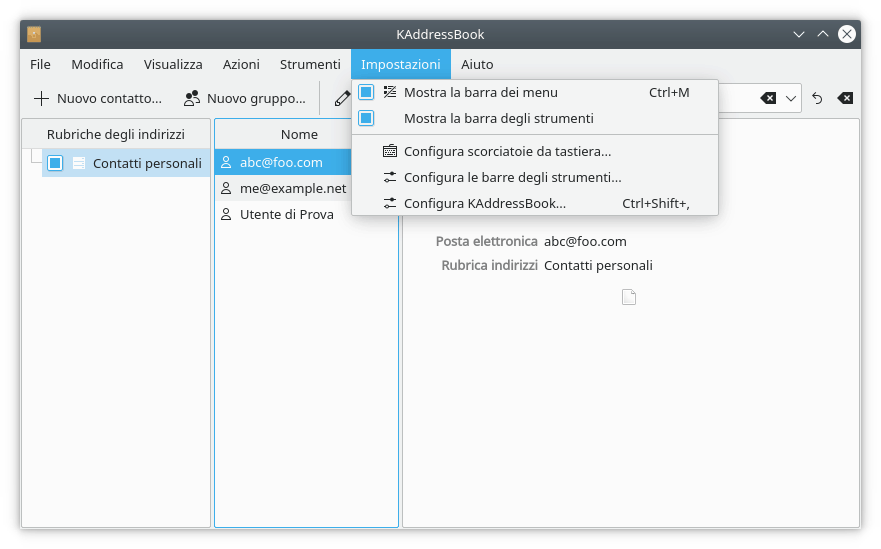 KAddressBook
File Modifica Visualizza Azioni Strumenti Impostazioni Aiuto
Nuovo contatto... Nuovo gruppo...
Mostra la barra dei menu Ctrl+M
Mostra la barra degli strumenti
Configura scorciatoie da tastiera...
Configura le barre degli strumenti...
Configura KAddressBook... Ctrl+Shift+,
Rubriche degli indirizzi
Contatti personali
Nome
abc@foo.com
me@example.net
Utente di Prova
Posta elettronica abc@foo.com
Rubrica indirizzi Contatti personali